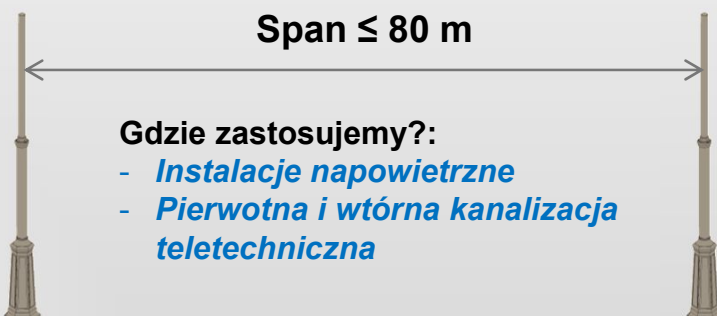 Span ≤ 80 m
Gdzie zastosujemy?:
- Instalacje napowietrzne
- Pierwotna i wtórna kanalizacja
teletechniczna